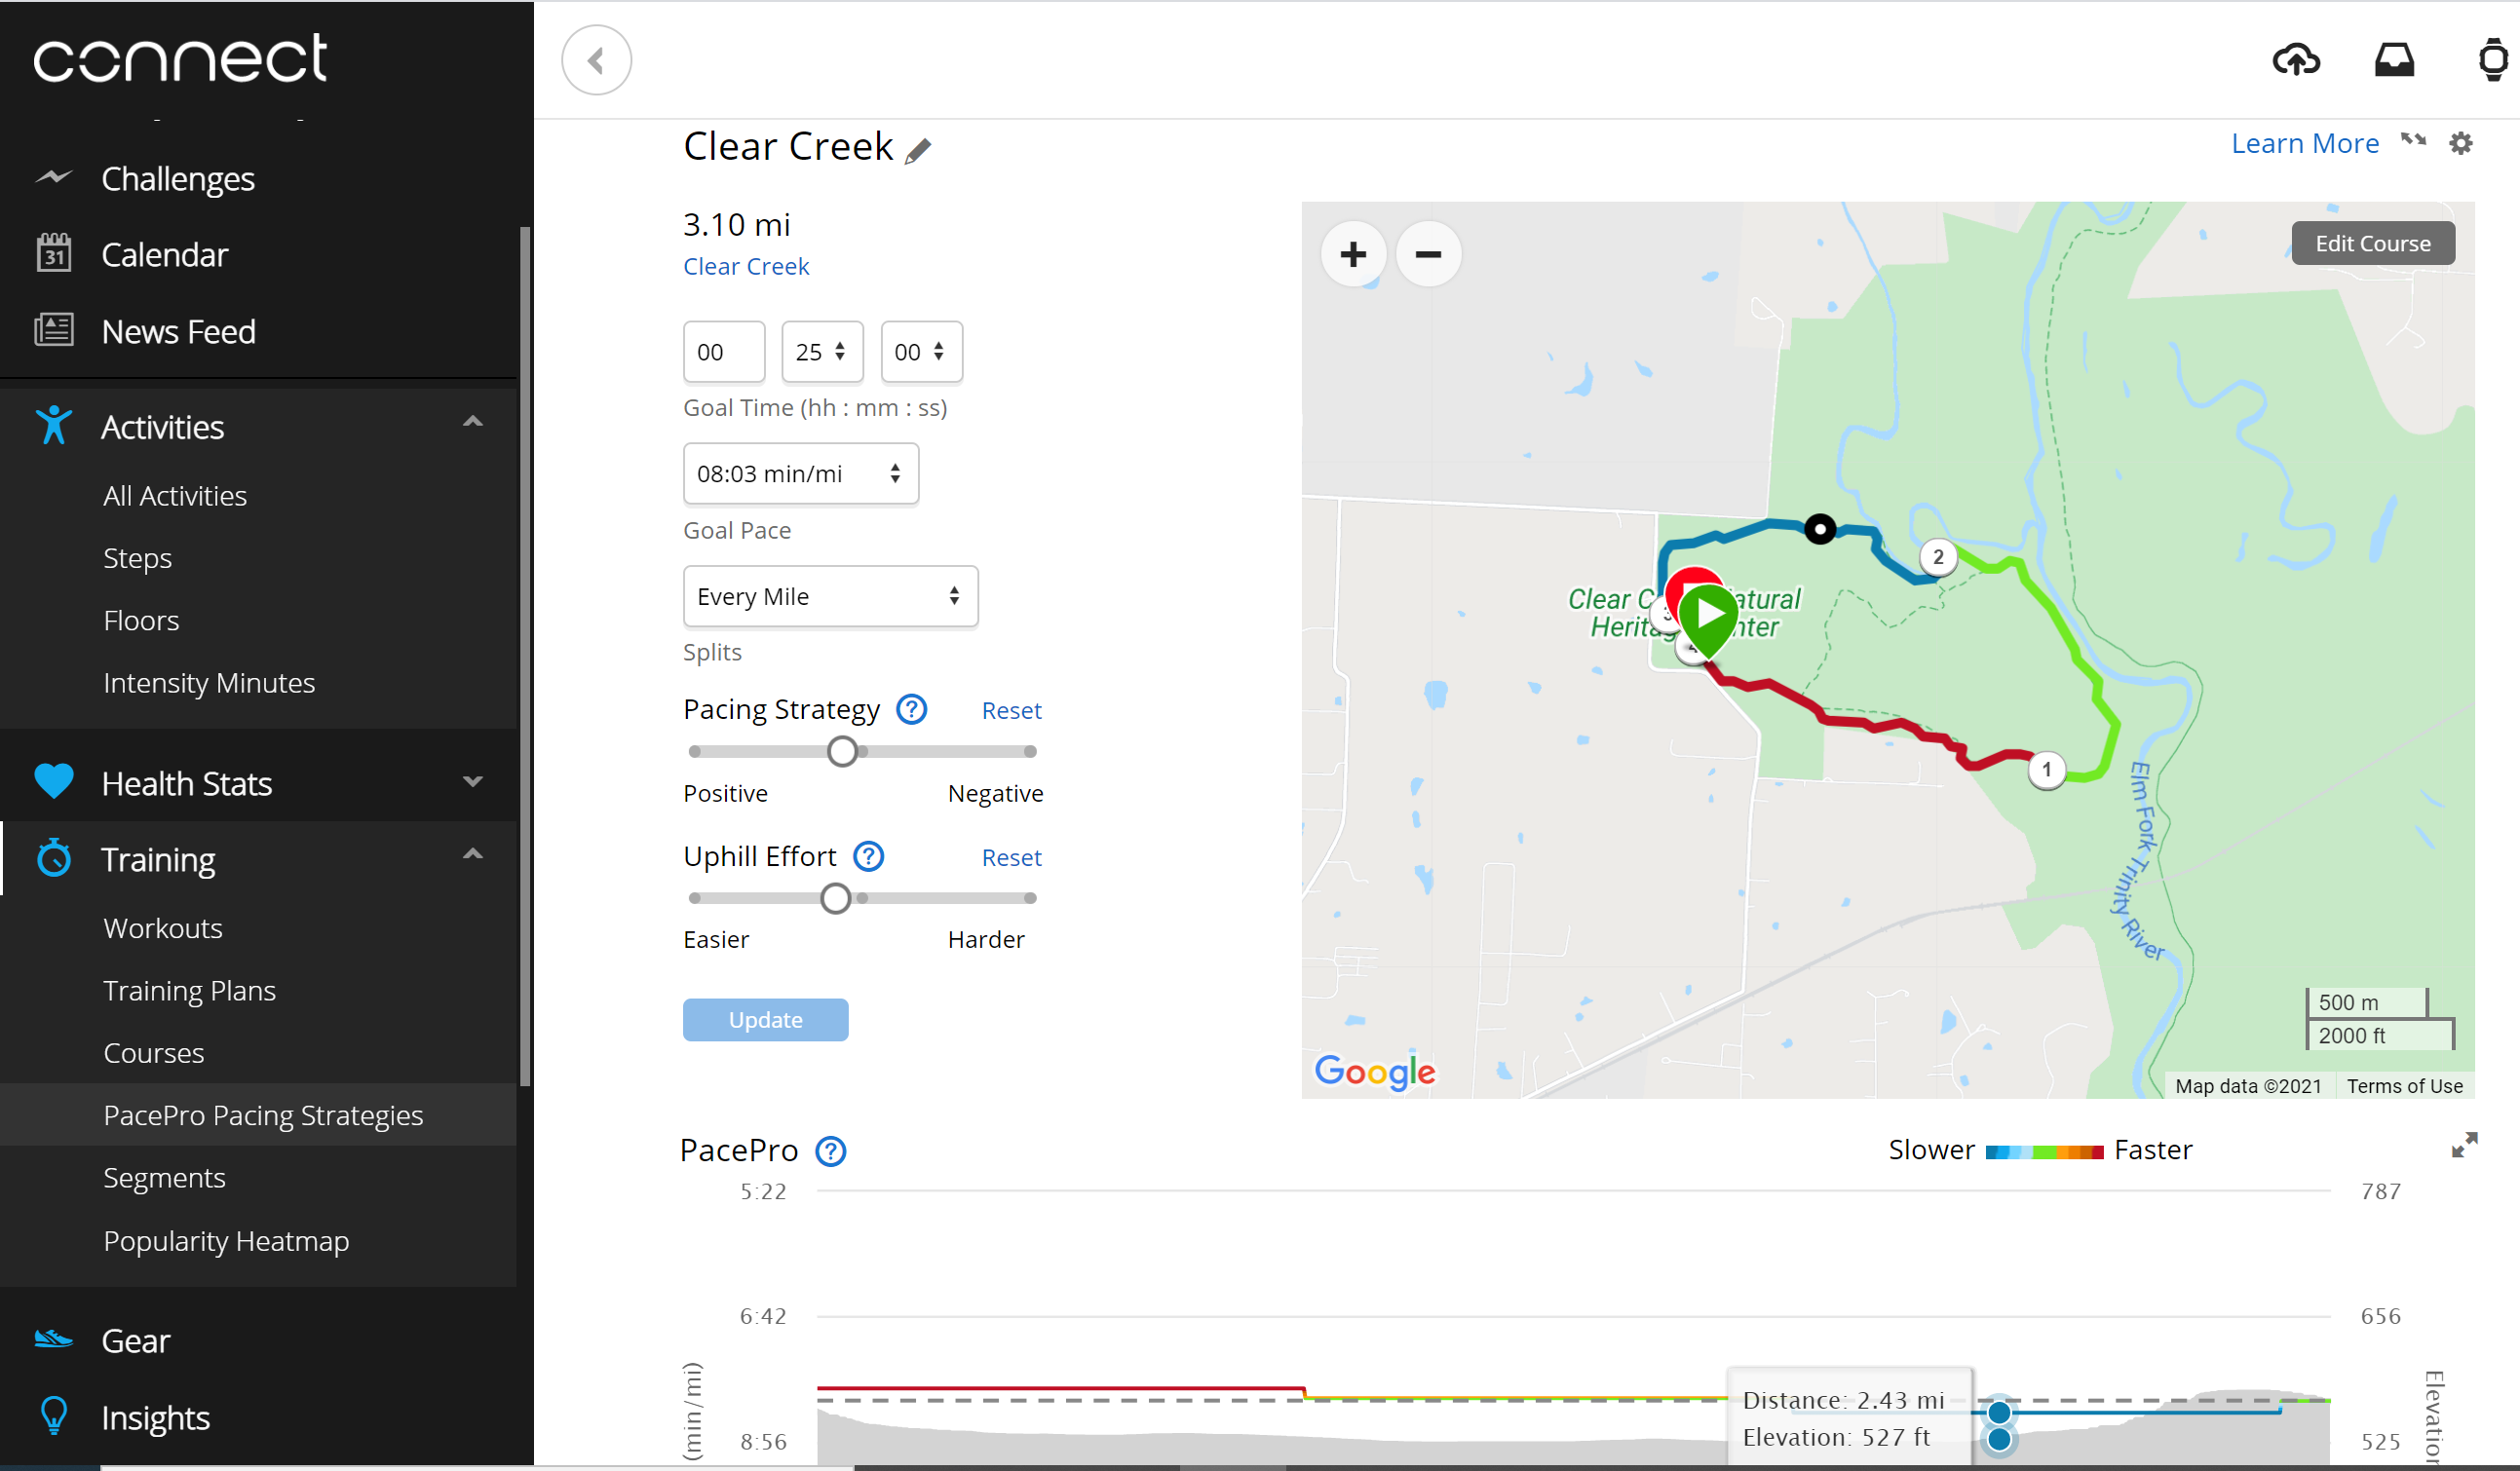 connect
Challenges
31
Calendar
News Feed
Activities
All Activities
Steps
Floors
Intensity Minutes
Health Stats
Training
Workouts
Training Plans
Courses
PacePro Pacing Strategies
Segments
Popularity Heatmap
Gear
Insights
Clear Creek
Learn More
3.10 mi
Clear Creek
00
25
00
Goal Time (hh : mm : ss)
08:03 min/mi
Goal Pace
Every Mile
Splits
Pacing Strategy ?
Reset
Positive
Negative
Uphill Effort ?
Reset
Easier
Harder
Update
+
−
Edit Course
2
Clear C atural
Herita nter
3
4
1
Elm Fork Trinity River
500 m
2000 ft
Google
Map data ©2021
Terms of Use
PacePro ?
Slower
Faster
5:22
787
6:42
656
(min/mi)
Distance: 2.43 mi
Elevation: 527 ft
8:56
525
Elevation